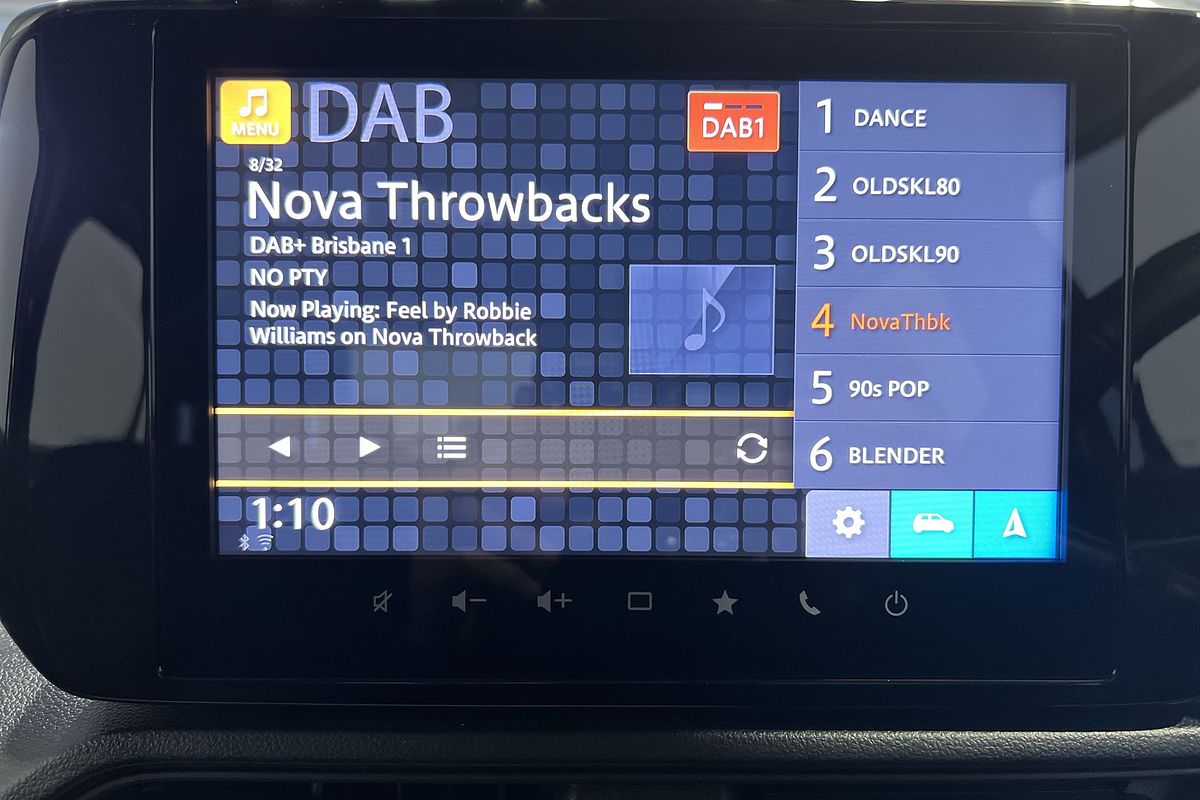 MENU
DAB
DAB1
8/32
Nova Throwbacks
DAB+ Brisbane 1
NO PTY
Now Playing: Feel by Robbie
Williams on Nova Throwback
1:10
1 DANCE
2 OLDSKL80
3 OLDSKL90
4 NovaThbk
5 90s POP
6 BLENDER